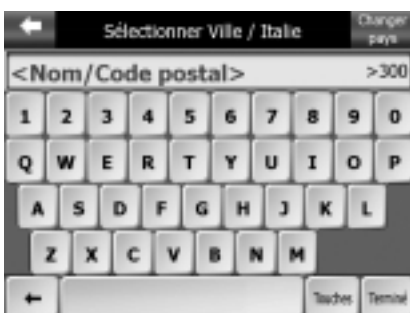 Sélectionner Ville / Italie
Changer pays
<Nom/Code postal> >300
1 2 3 4 5 6 7 8 9 0
Q W E R T Y U I O P
A S D F G H J K L
Z X C V B N M
Touches Terminé